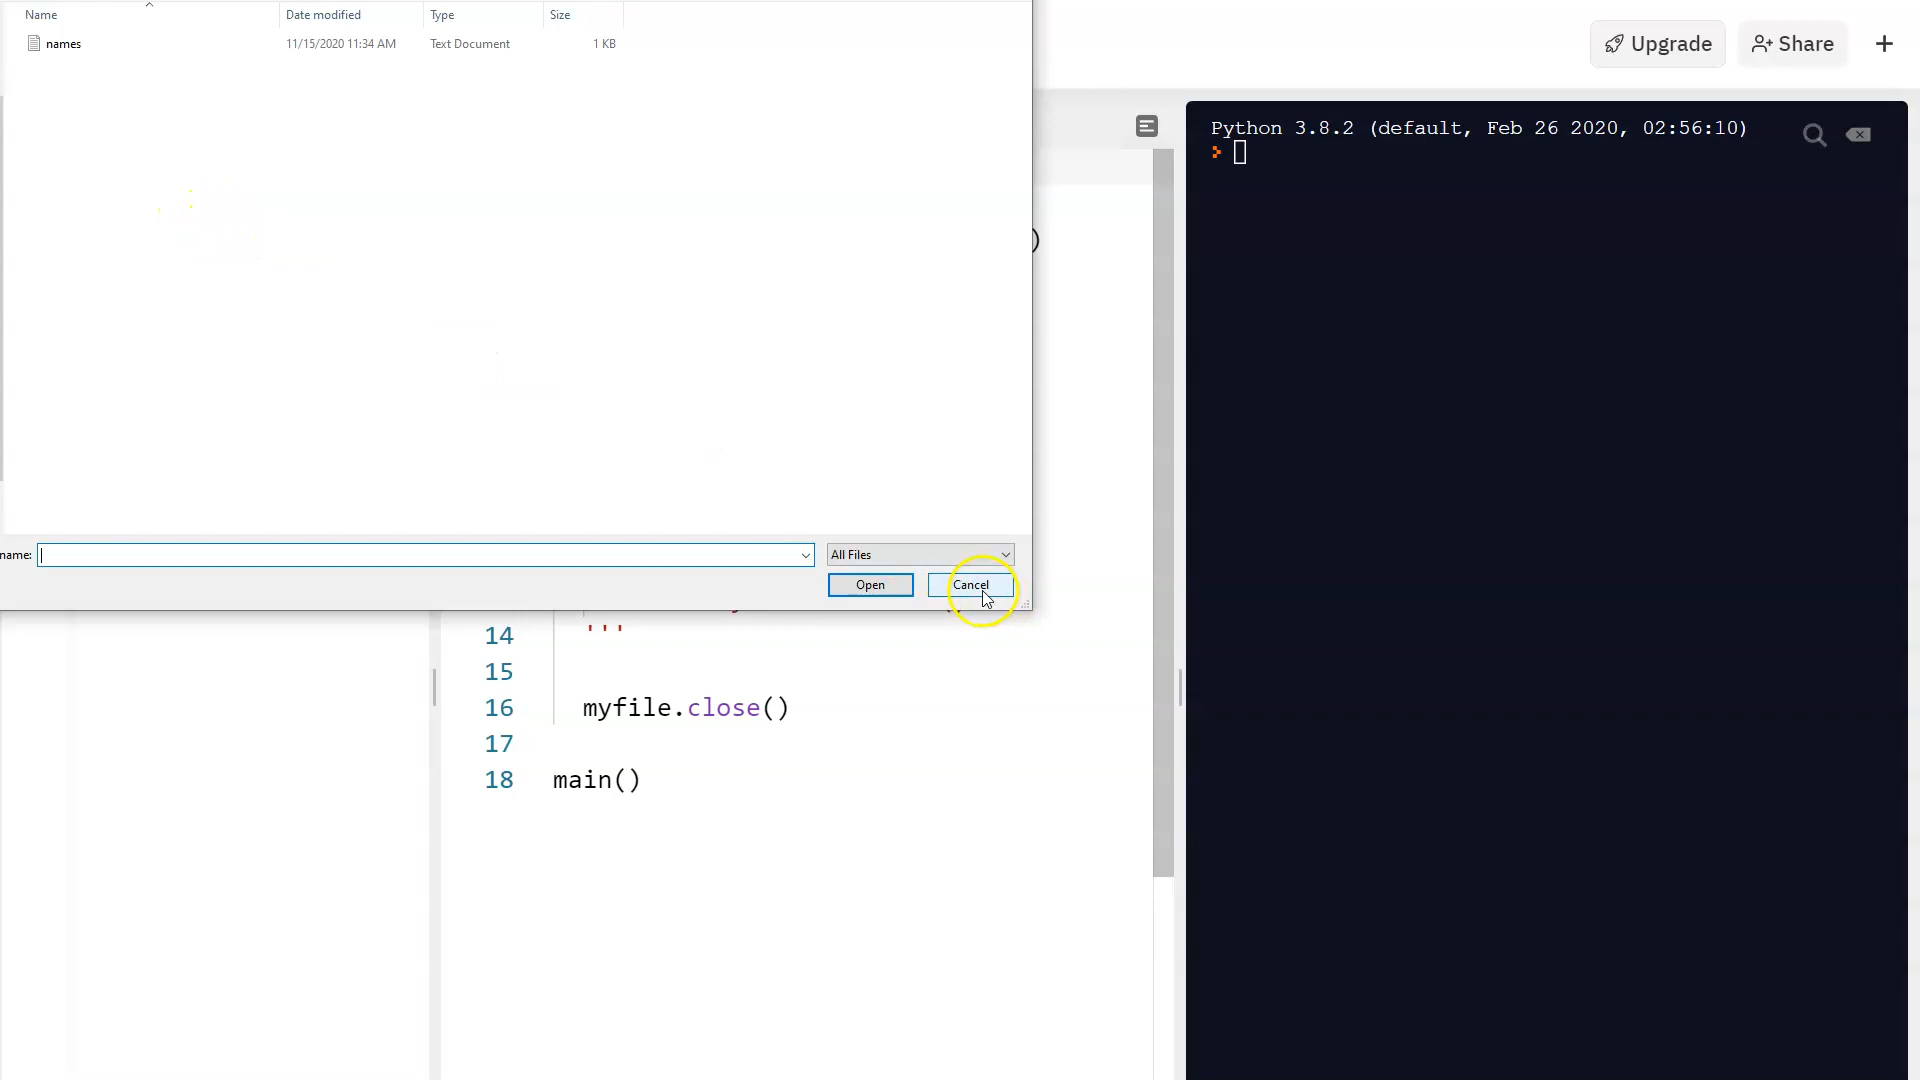 Name Date modified Type Size
names 11/15/2020 11:34 AM Text Document 1 KB
Upgrade Share +
Python 3.8.2 (default, Feb 26 2020, 02:56:10)
)
name:
All Files
Open Cancel
14 '''
15
16 myfile.close()
17
18 main()